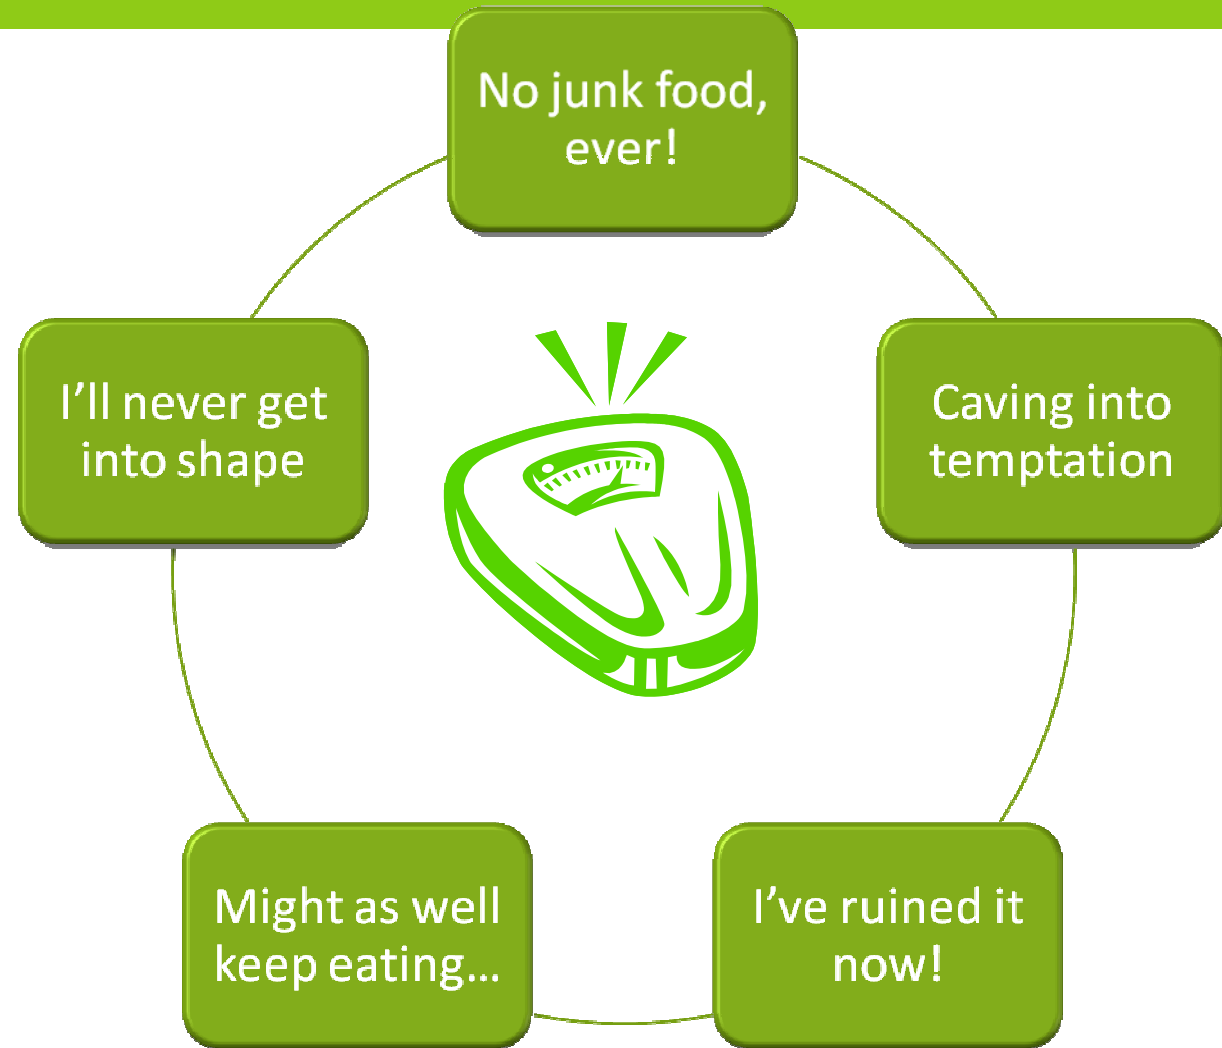 No junk food,
ever!
Caving into
temptation
I’ve ruined it
now!
Might as well
keep eating…
I’ll never get
into shape